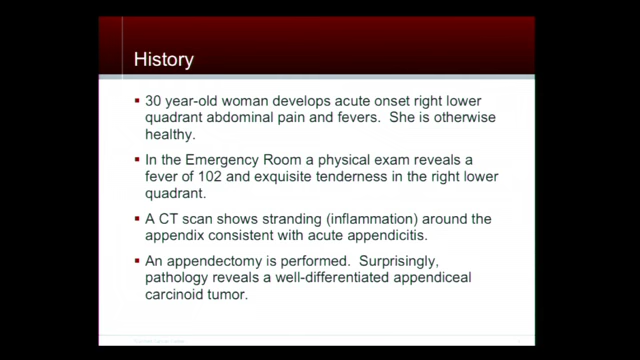 History
▪ 30 year-old woman develops acute onset right lower
quadrant abdominal pain and fevers.  She is otherwise
healthy.
▪ In the Emergency Room a physical exam reveals a
fever of 102 and exquisite tenderness in the right lower
quadrant.
▪ A CT scan shows stranding (inflammation) around the
appendix consistent with acute appendicitis.
▪ An appendectomy is performed.  Surprisingly,
pathology reveals a well-differentiated appendiceal
carcinoid tumor.